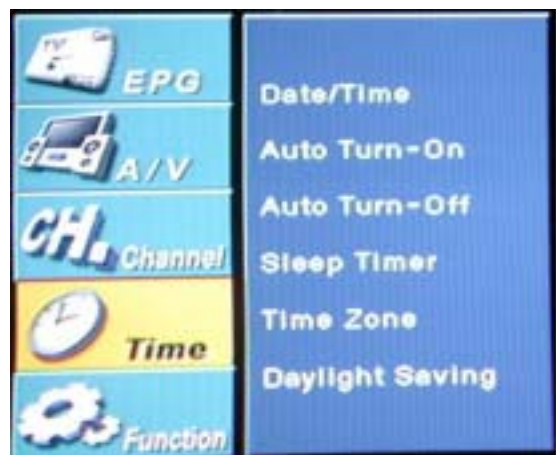 EPG
A/V
CH. Channel
Time
Function
Date/Time
Auto Turn-On
Auto Turn-Off
Sleep Timer
Time Zone
Daylight Saving